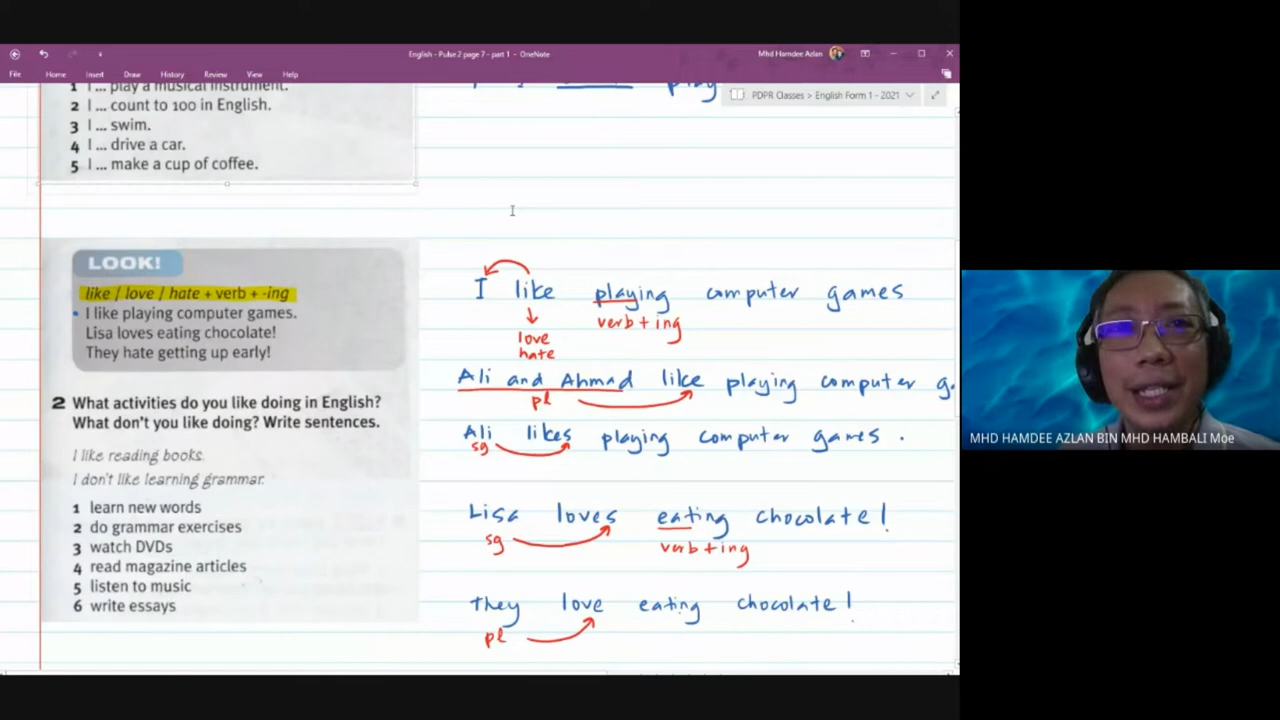 English - Pulse 2 page 7 - part 1 - OneNote
Mhd Hamdee Azlan
File Home Insert Draw History Review View Help
PDPR Classes > English Form 1 - 2021
1 I ... play a musical instrument.
2 I ... count to 100 in English.
3 I ... swim.
4 I ... drive a car.
5 I ... make a cup of coffee.
play
LOOK!
like / love / hate + verb + -ing
• I like playing computer games.
Lisa loves eating chocolate!
They hate getting up early!
2 What activities do you like doing in English?
What don't you like doing? Write sentences.
I like reading books.
I don't like learning grammar.
1 learn new words
2 do grammar exercises
3 watch DVDs
4 read magazine articles
5 listen to music
6 write essays
I like playing computer games
verb + ing
love
hate
Ali and Ahmad like playing computer g
pl
Ali likes playing computer games .
sg
Lisa loves eating chocolate!
sg verb + ing
They love eating chocolate!
pl
MHD HAMDEE AZLAN BIN MHD HAMBALI Moe